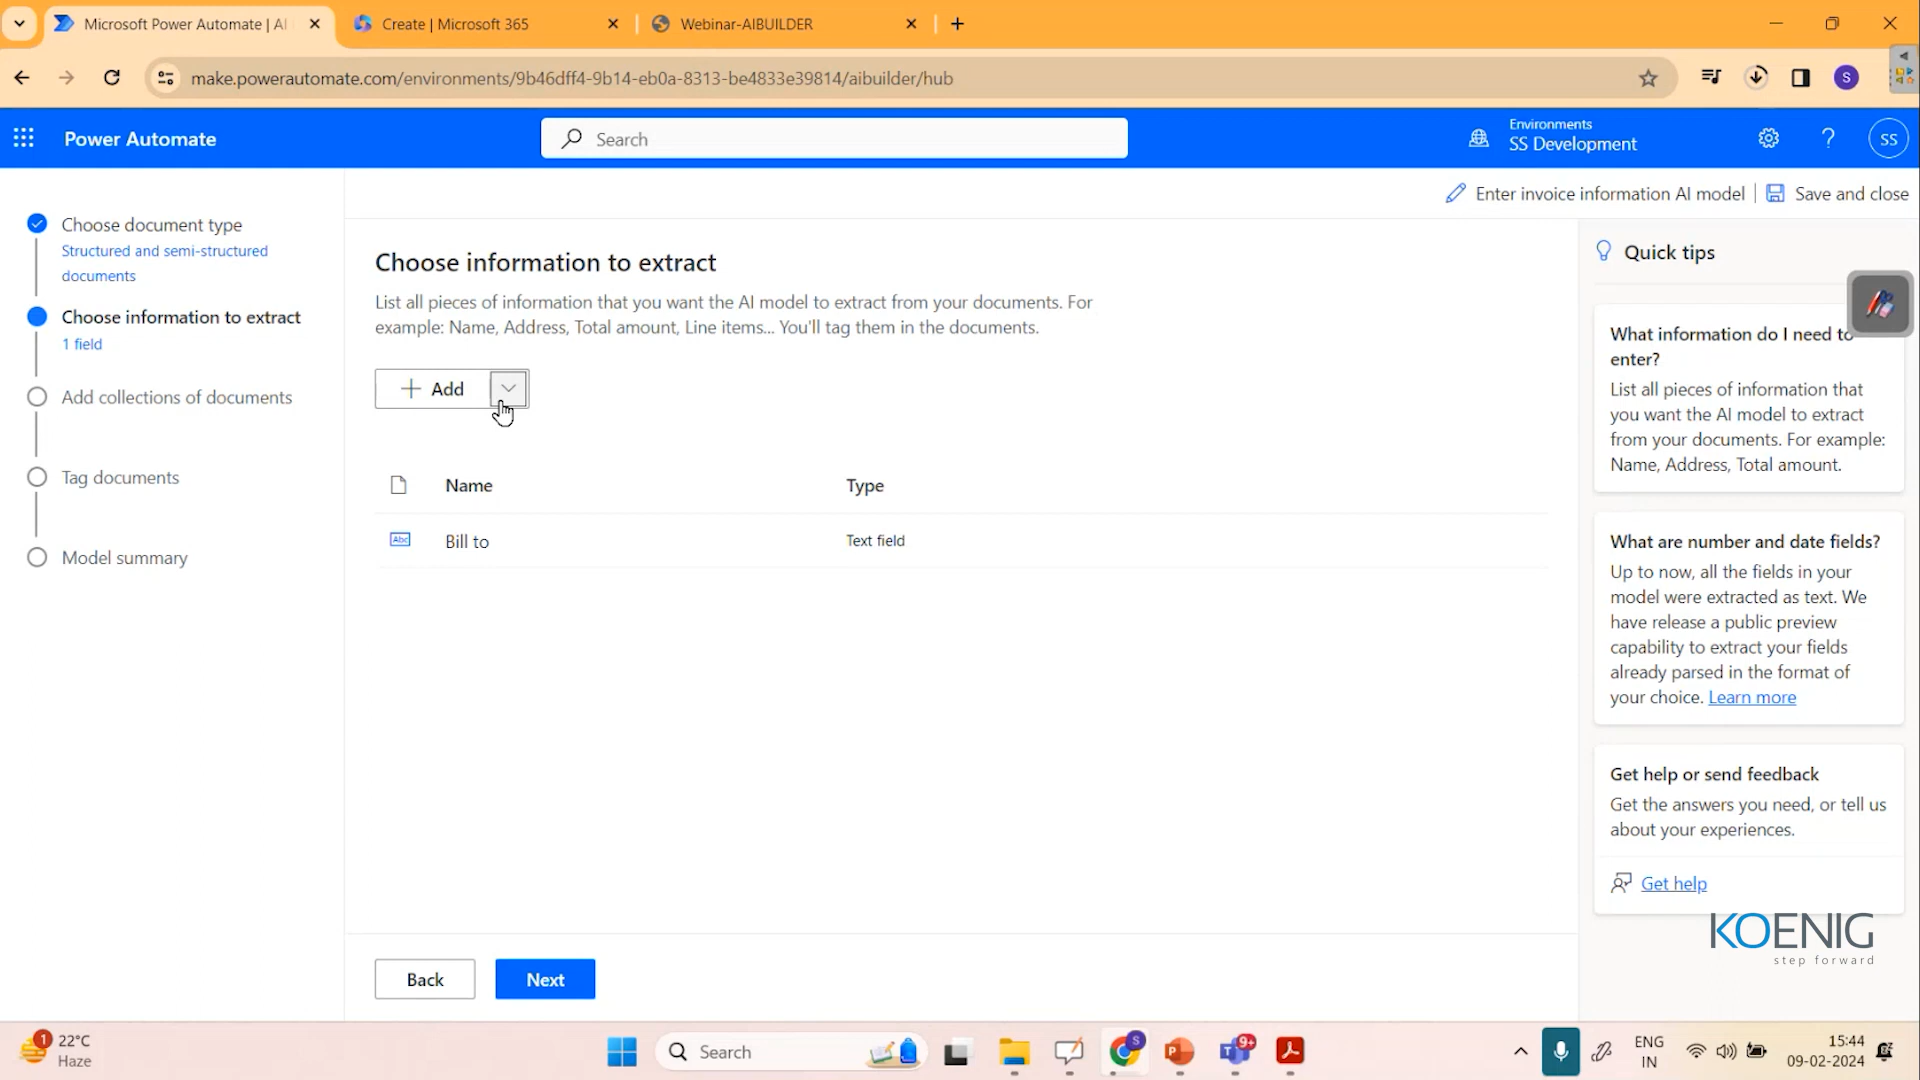 Microsoft Power Automate | AI
Create | Microsoft 365
Webinar-AIBUILDER
make.powerautomate.com/environments/9b46dff4-9b14-eb0a-8313-be4833e39814/aibuilder/hub
S
Power Automate
Search
Environments
SS Development
?
SS
Enter invoice information AI model
Save and close
Choose document type
Structured and semi-structured
documents
Choose information to extract
1 field
Add collections of documents
Tag documents
Model summary
Choose information to extract
List all pieces of information that you want the AI model to extract from your documents. For
example: Name, Address, Total amount, Line items... You'll tag them in the documents.
Add
Name
Type
Abc
Bill to
Text field
Back
Next
Quick tips
What information do I need to
enter?
List all pieces of information that
you want the AI model to extract
from your documents. For example:
Name, Address, Total amount.
What are number and date fields?
Up to now, all the fields in your
model were extracted as text. We
have release a public preview
capability to extract your fields
already parsed in the format of
your choice. Learn more
Get help or send feedback
Get the answers you need, or tell us
about your experiences.
Get help
KOENIG
step forward
1
22°C
Haze
Search
S
P
T
9+
ENG
IN
15:44
09-02-2024